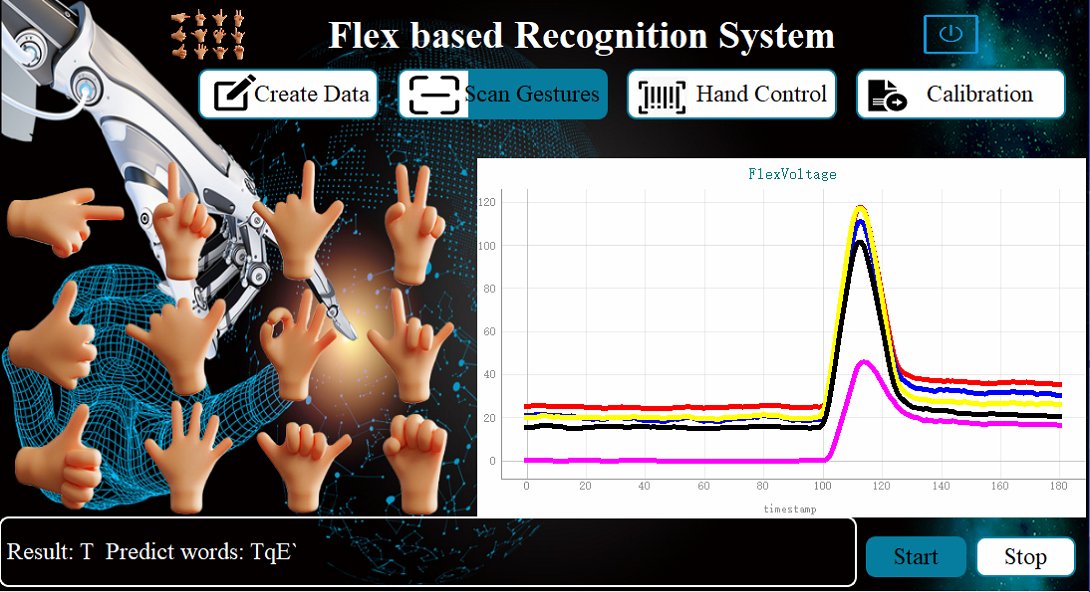 Flex based Recognition System
Create Data
Scan Gestures
Hand Control
Calibration
FlexVoltage
120
100
80
60
40
20
0
0 20 40 60 80 100 120 140 160 180
timestamp
Result: T Predict words: TqE`
Start
Stop